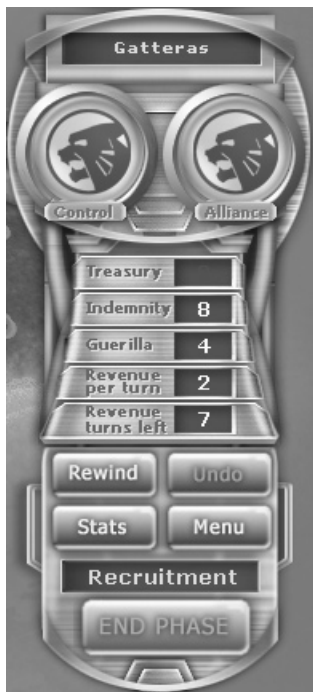 Gatteras
Control Alliance
Treasury
Indemnity 8
Guerilla 4
Revenue
per turn 2
Revenue
turns left 7
Rewind Undo
Stats Menu
Recruitment
END PHASE